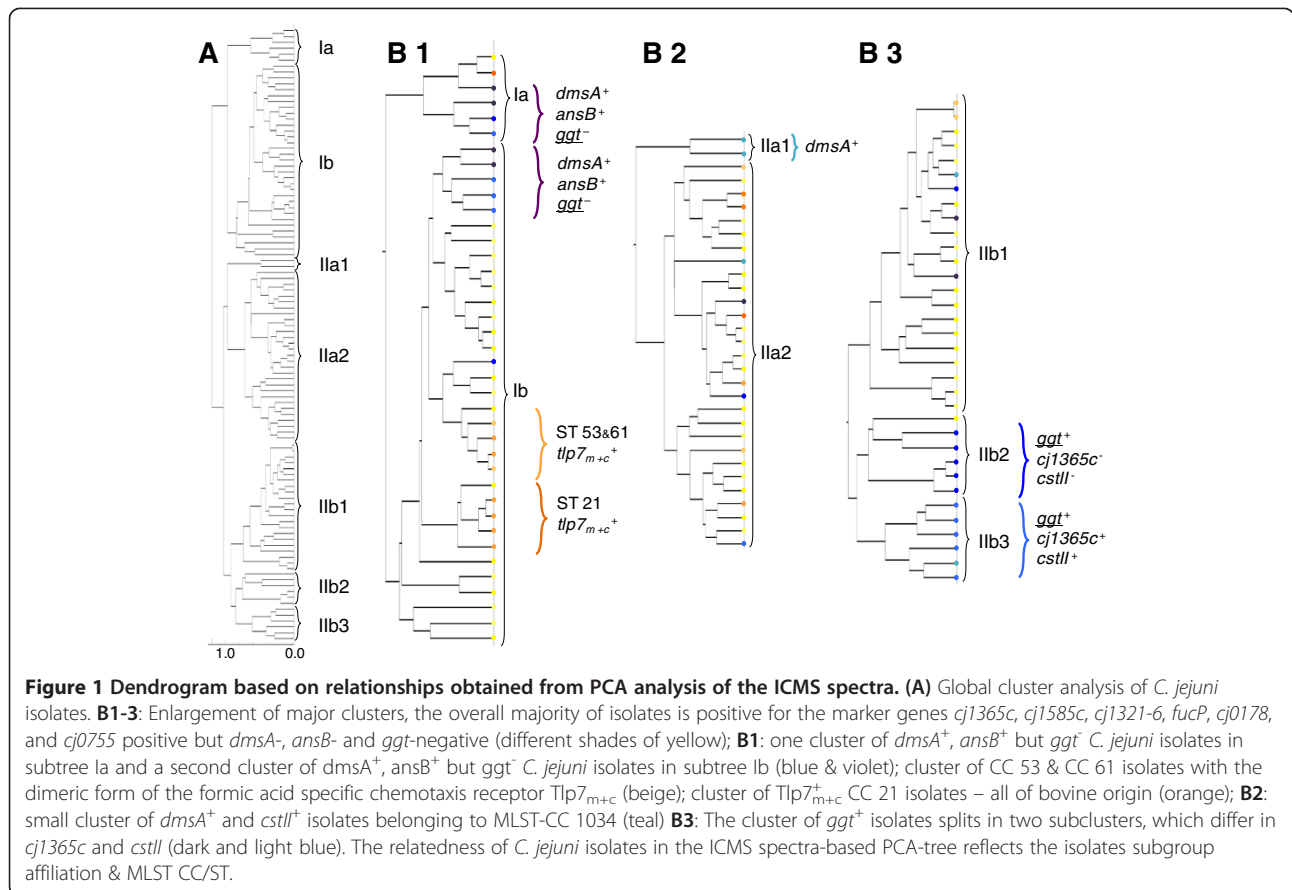 A
Ia
Ib
IIa1
IIa2
IIb1
IIb2
IIb3
1.0 0.0
B 1
Ia
dmsA+
ansB+
ggt-
dmsA+
ansB+
ggt-
Ib
ST 53&61
tlp7m+c+
ST 21
tlp7m+c+
B 2
IIa1
dmsA+
IIa2
B 3
IIb1
IIb2
ggt+
cj1365c-
cstII-
IIb3
ggt+
cj1365c+
cstII+
Figure 1 Dendrogram based on relationships obtained from PCA analysis of the ICMS spectra. (A) Global cluster analysis of C. jejuni
isolates. B1-3: Enlargement of major clusters, the overall majority of isolates is positive for the marker genes cj1365c, cj1585c, cj1321-6, fucP, cj0178,
and cj0755 positive but dmsA-, ansB- and ggt-negative (different shades of yellow); B1: one cluster of dmsA+, ansB+ but ggt- C. jejuni isolates in
subtree Ia and a second cluster of dmsA+, ansB+ but ggt- C. jejuni isolates in subtree Ib (blue & violet); cluster of CC 53 & CC 61 isolates with the
dimeric form of the formic acid specific chemotaxis receptor Tlp7m+c (beige); cluster of Tlp7m+c+ CC 21 isolates – all of bovine origin (orange); B2:
small cluster of dmsA+ and cstII+ isolates belonging to MLST-CC 1034 (teal) B3: The cluster of ggt+ isolates splits in two subclusters, which differ in
cj1365c and cstII (dark and light blue). The relatedness of C. jejuni isolates in the ICMS spectra-based PCA-tree reflects the isolates subgroup
affiliation & MLST CC/ST.